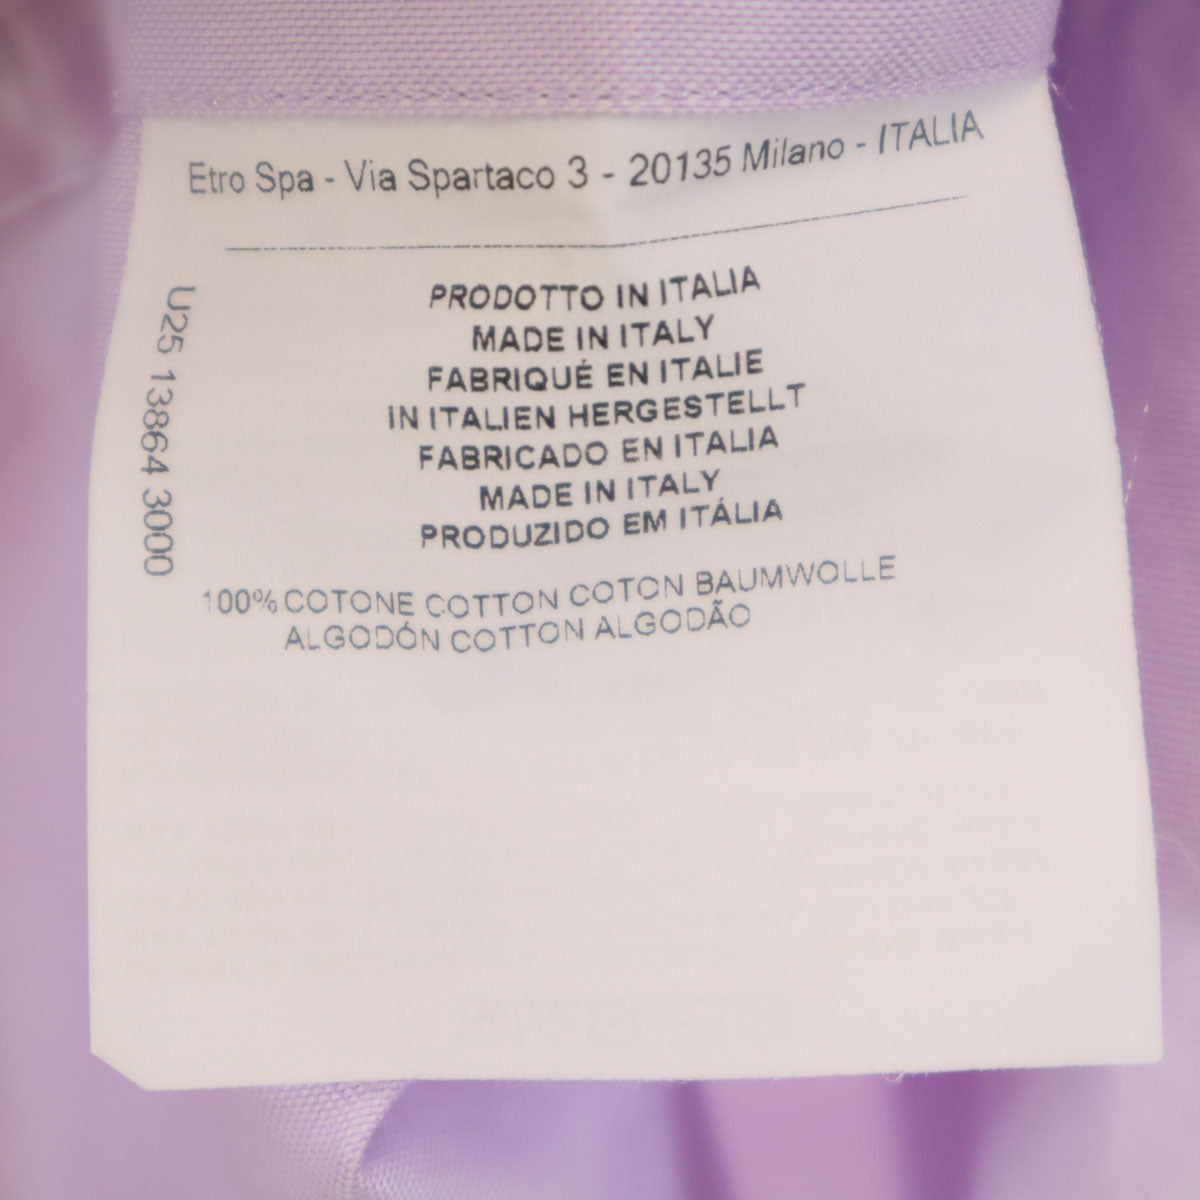 Etro Spa - Via Spartaco 3 - 20135 Milano - ITALIA
U25 13864 3000
PRODOTTO IN ITALIA
MADE IN ITALY
FABRIQUÉ EN ITALIE
IN ITALIEN HERGESTELLT
FABRICADO EN ITALIA
MADE IN ITALY
PRODUZIDO EM ITÁLIA
100% COTONE COTTON COTON BAUMWOLLE
ALGODÓN COTTON ALGODÃO